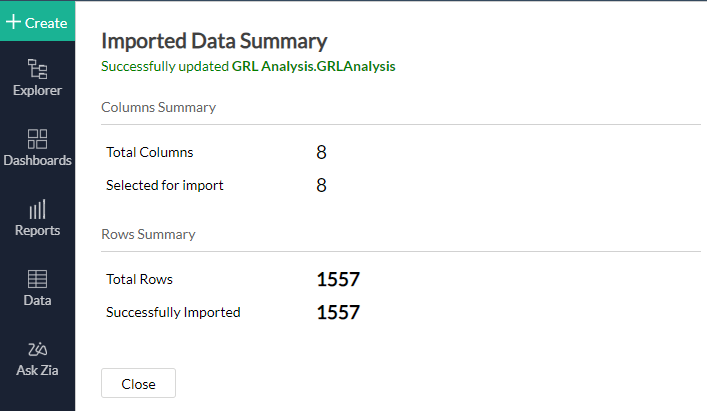 + Create
Explorer
Dashboards
Reports
Data
Ask Zia
Imported Data Summary
Successfully updated GRL Analysis.GRLAnalysis
Columns Summary
Total Columns 8
Selected for import 8
Rows Summary
Total Rows 1557
Successfully Imported 1557
Close